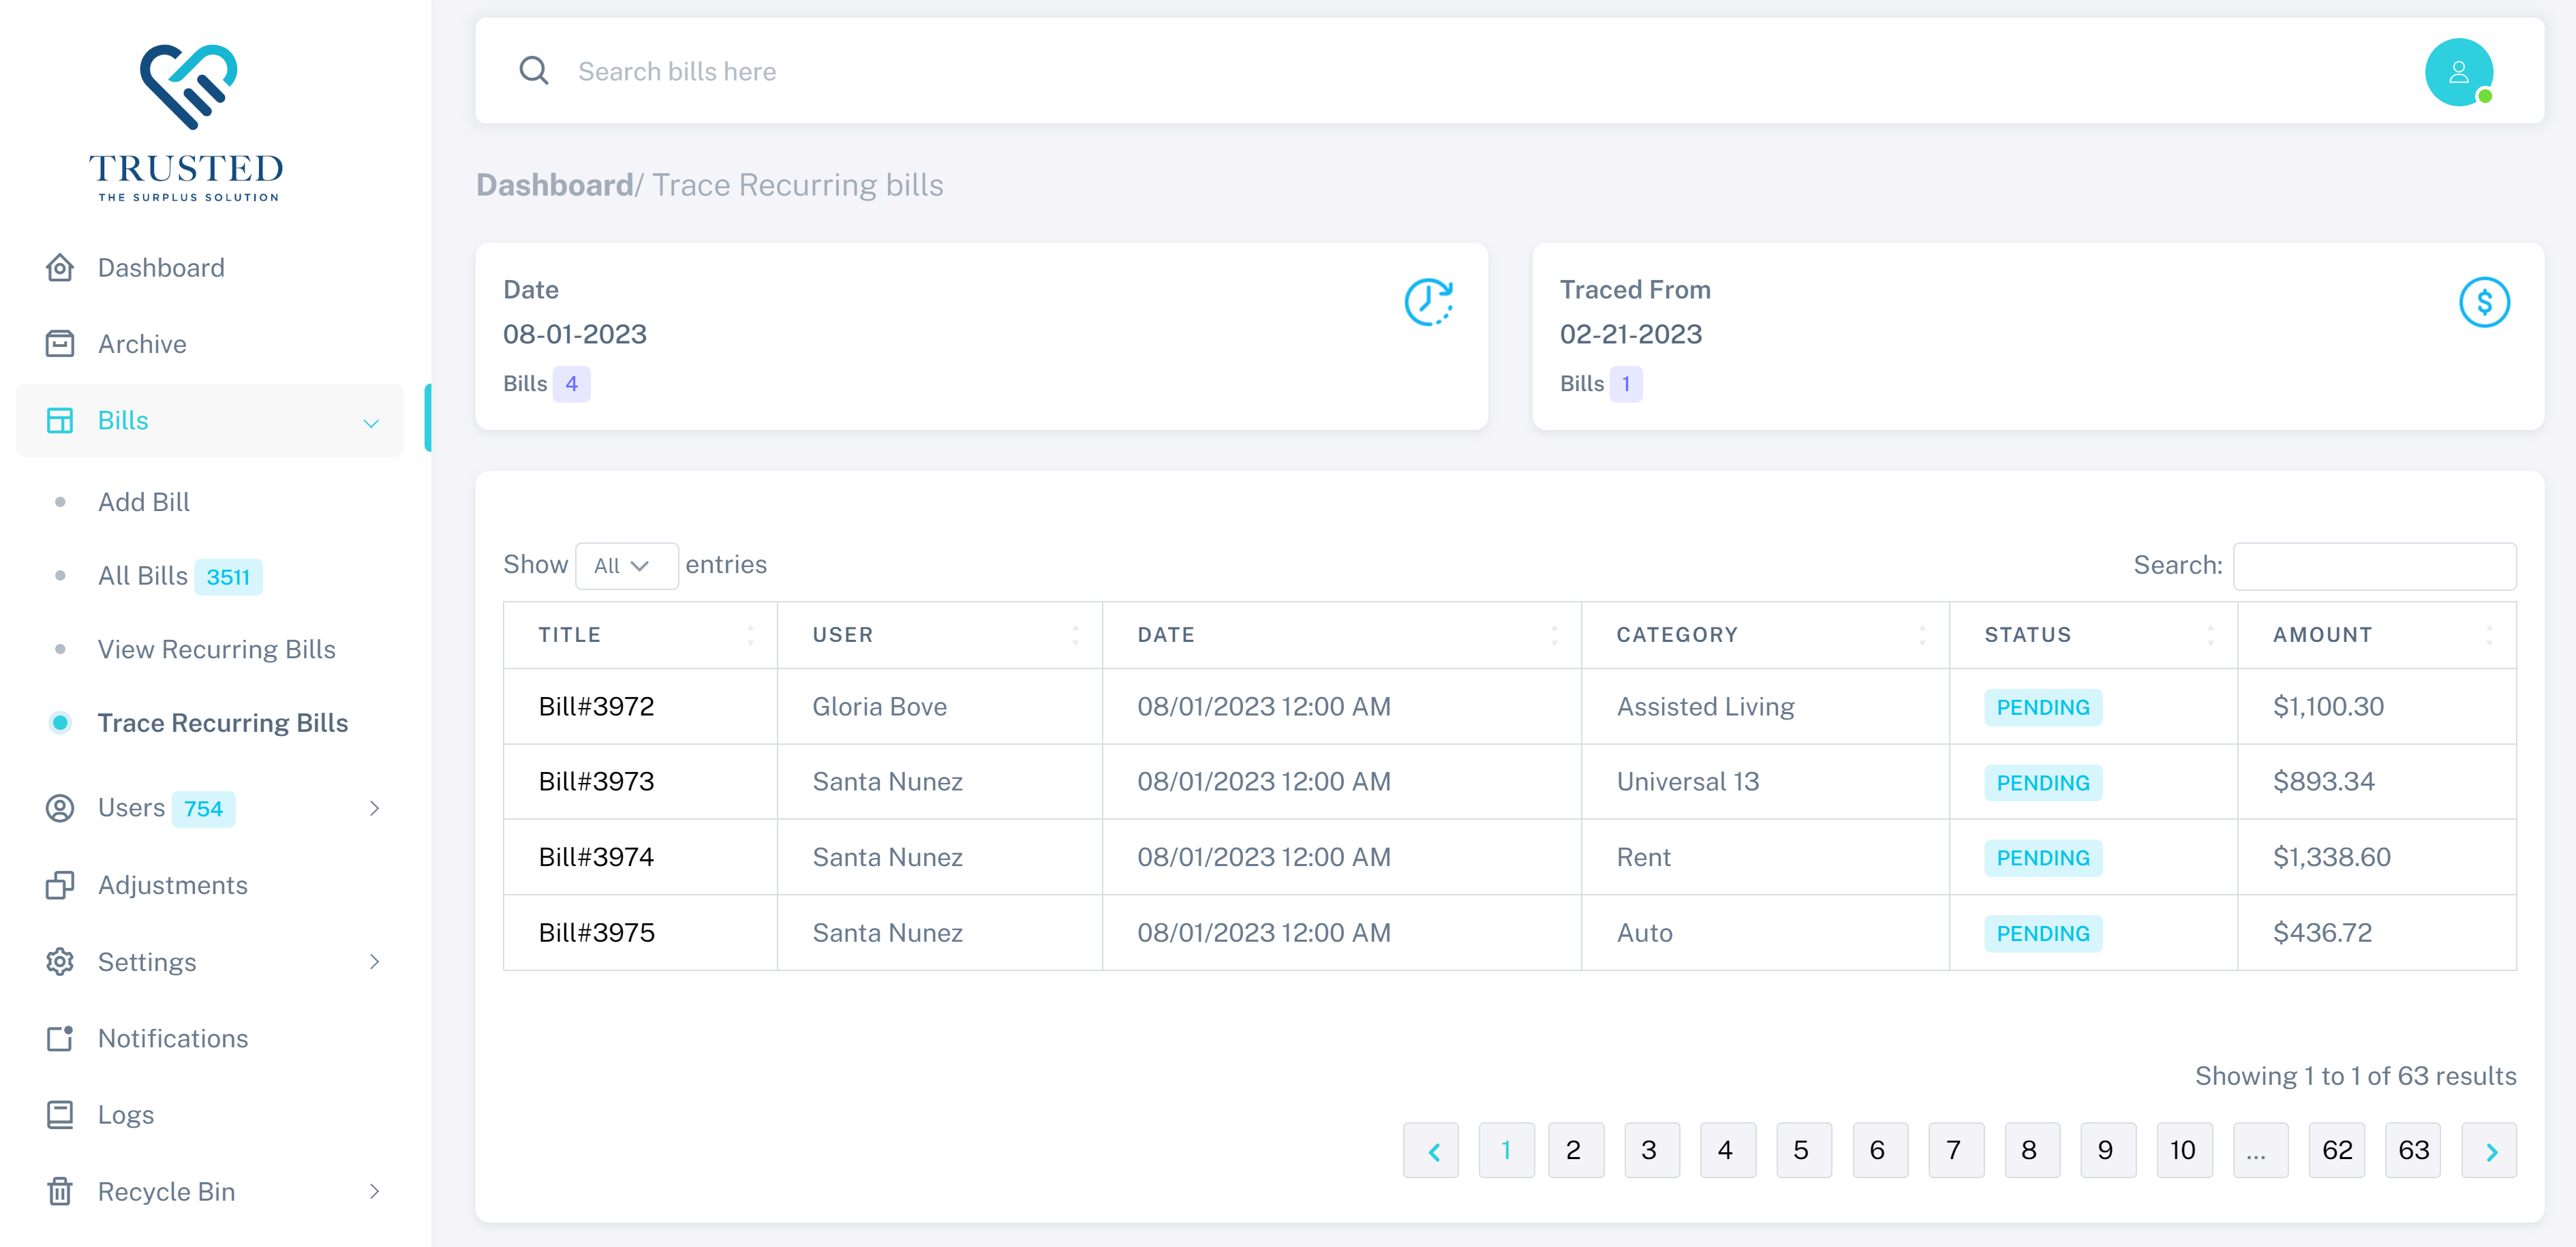 TRUSTED
THE SURPLUS SOLUTION
Dashboard
Archive
Bills
Add Bill
All Bills 3511
View Recurring Bills
Trace Recurring Bills
Users 754
Adjustments
Settings
Notifications
Logs
Recycle Bin
Search bills here
Dashboard/ Trace Recurring bills
Date
08-01-2023
Bills 4
Traced From
02-21-2023
Bills 1
$
Show All entries
Search:
TITLE USER DATE CATEGORY STATUS AMOUNT
Bill#3972 Gloria Bove 08/01/2023 12:00 AM Assisted Living PENDING $1,100.30
Bill#3973 Santa Nunez 08/01/2023 12:00 AM Universal 13 PENDING $893.34
Bill#3974 Santa Nunez 08/01/2023 12:00 AM Rent PENDING $1,338.60
Bill#3975 Santa Nunez 08/01/2023 12:00 AM Auto PENDING $436.72
Showing 1 to 1 of 63 results
1 2 3 4 5 6 7 8 9 10 ... 62 63